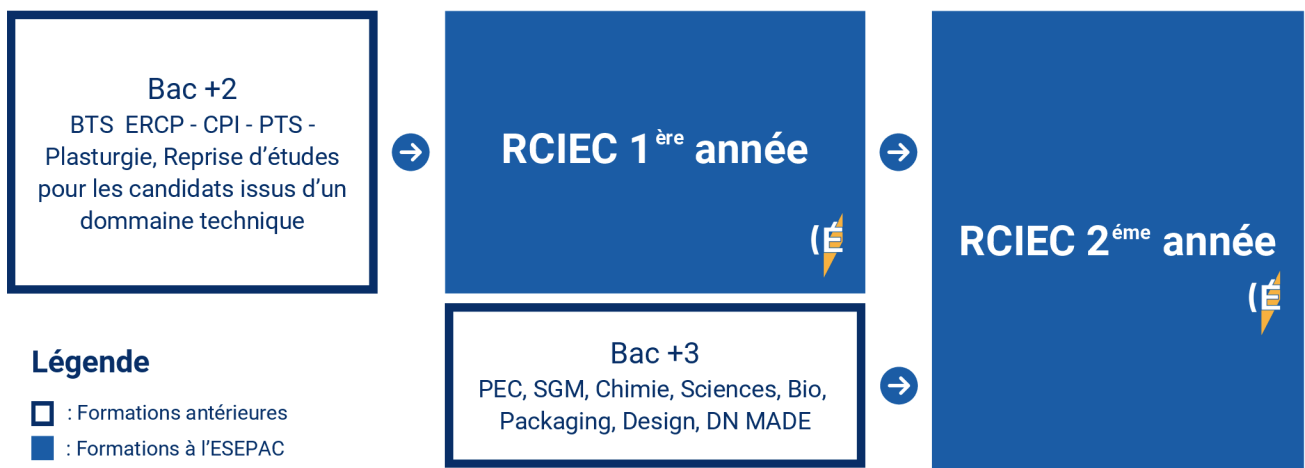 Bac +2
BTS  ERCP - CPI - PTS -
Plasturgie, Reprise d’études
pour les candidats issus d’un
dommaine technique
RCIEC 1ère année
(É
Bac +3
PEC, SGM, Chimie, Sciences, Bio,
Packaging, Design, DN MADE
RCIEC 2éme année
(É
Légende
: Formations antérieures
: Formations à l’ESEPAC